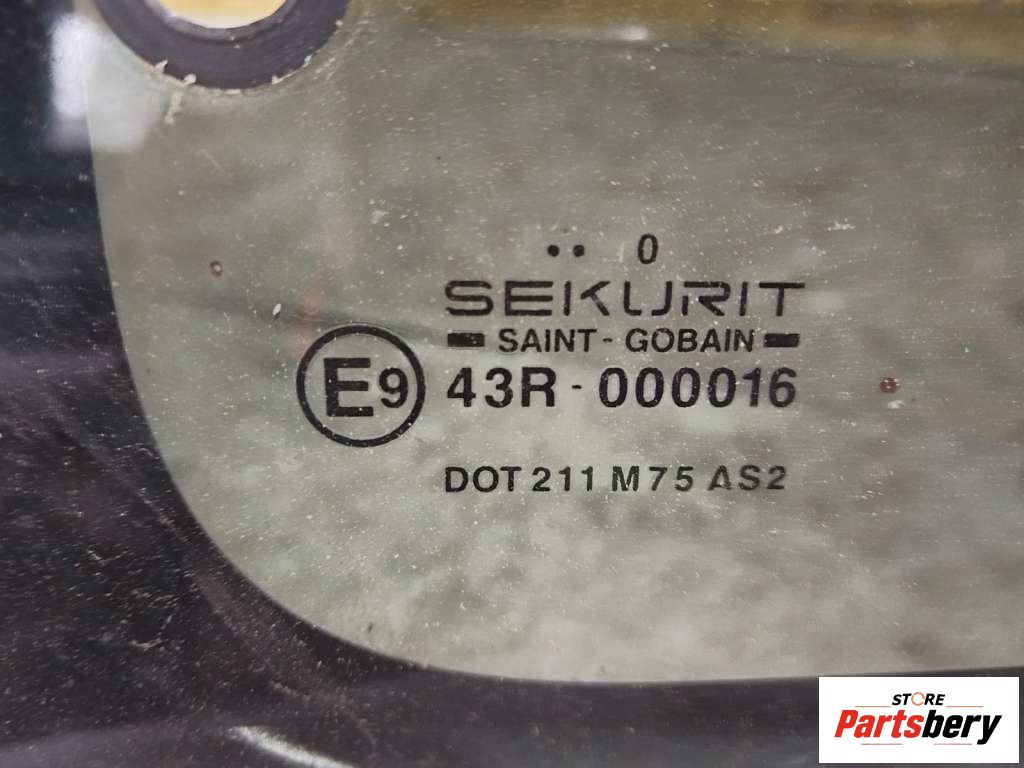 .. 0
SEKURIT
SAINT-GOBAIN
E9 43R-000016
DOT 211 M75 AS2
STORE
Partsbery